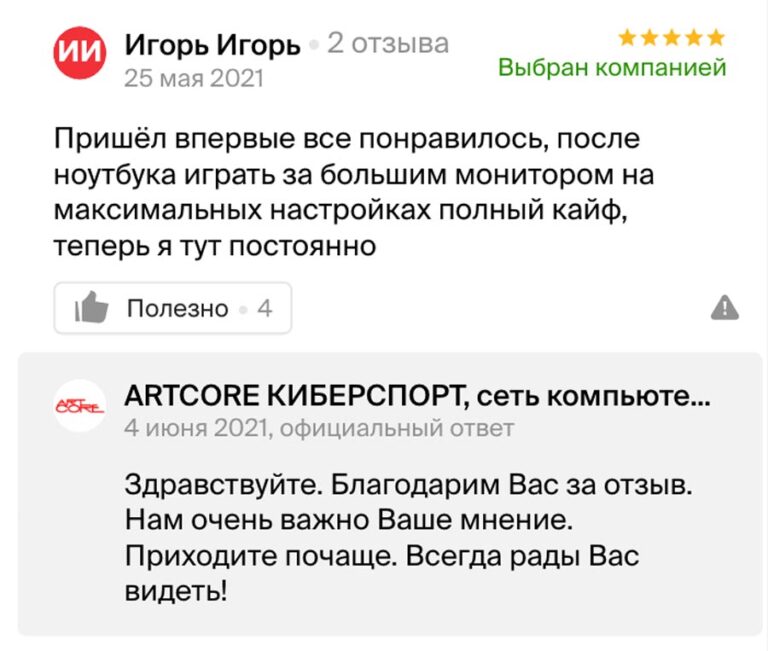 ИИ
Игорь Игорь • 2 отзыва
25 мая 2021
Выбран компанией
Пришёл впервые все понравилось, после
ноутбука играть за большим монитором на
максимальных настройках полный кайф,
теперь я тут постоянно
Полезно • 4
ART
CORE
ARTCORE КИБЕРСПОРТ, сеть компьюте...
4 июня 2021, официальный ответ
Здравствуйте. Благодарим Вас за отзыв.
Нам очень важно Ваше мнение.
Приходите почаще. Всегда рады Вас
видеть!